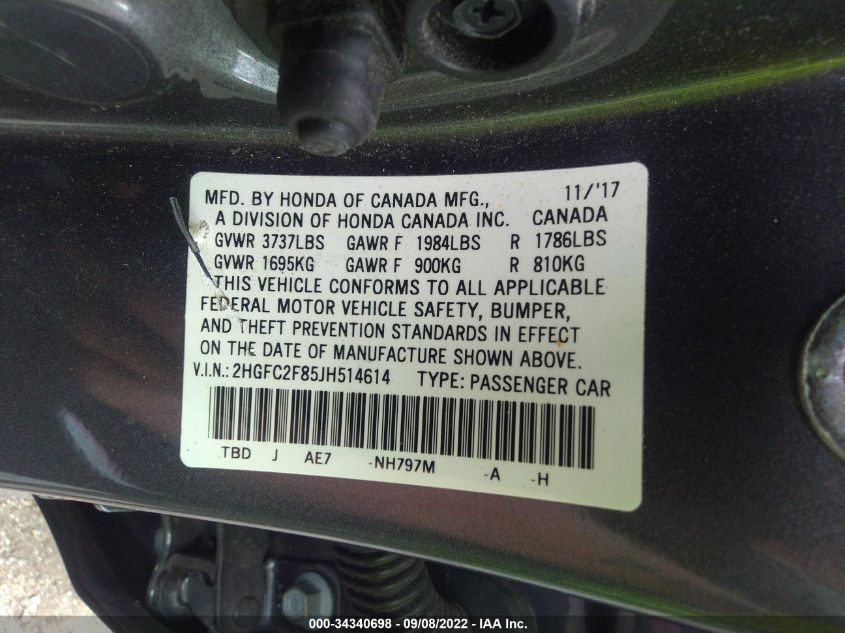 MFD. BY HONDA OF CANADA MFG., 11/'17
A DIVISION OF HONDA CANADA INC. CANADA
GVWR 3737LBS GAWR F 1984LBS R 1786LBS
GVWR 1695KG GAWR F 900KG R 810KG
THIS VEHICLE CONFORMS TO ALL APPLICABLE
FEDERAL MOTOR VEHICLE SAFETY, BUMPER,
AND THEFT PREVENTION STANDARDS IN EFFECT
ON THE DATE OF MANUFACTURE SHOWN ABOVE.
V.I.N.: 2HGFC2F85JH514614 TYPE: PASSENGER CAR
TBD J AE7 -NH797M -A -H
000-34340698 - 09/08/2022 - IAA Inc.